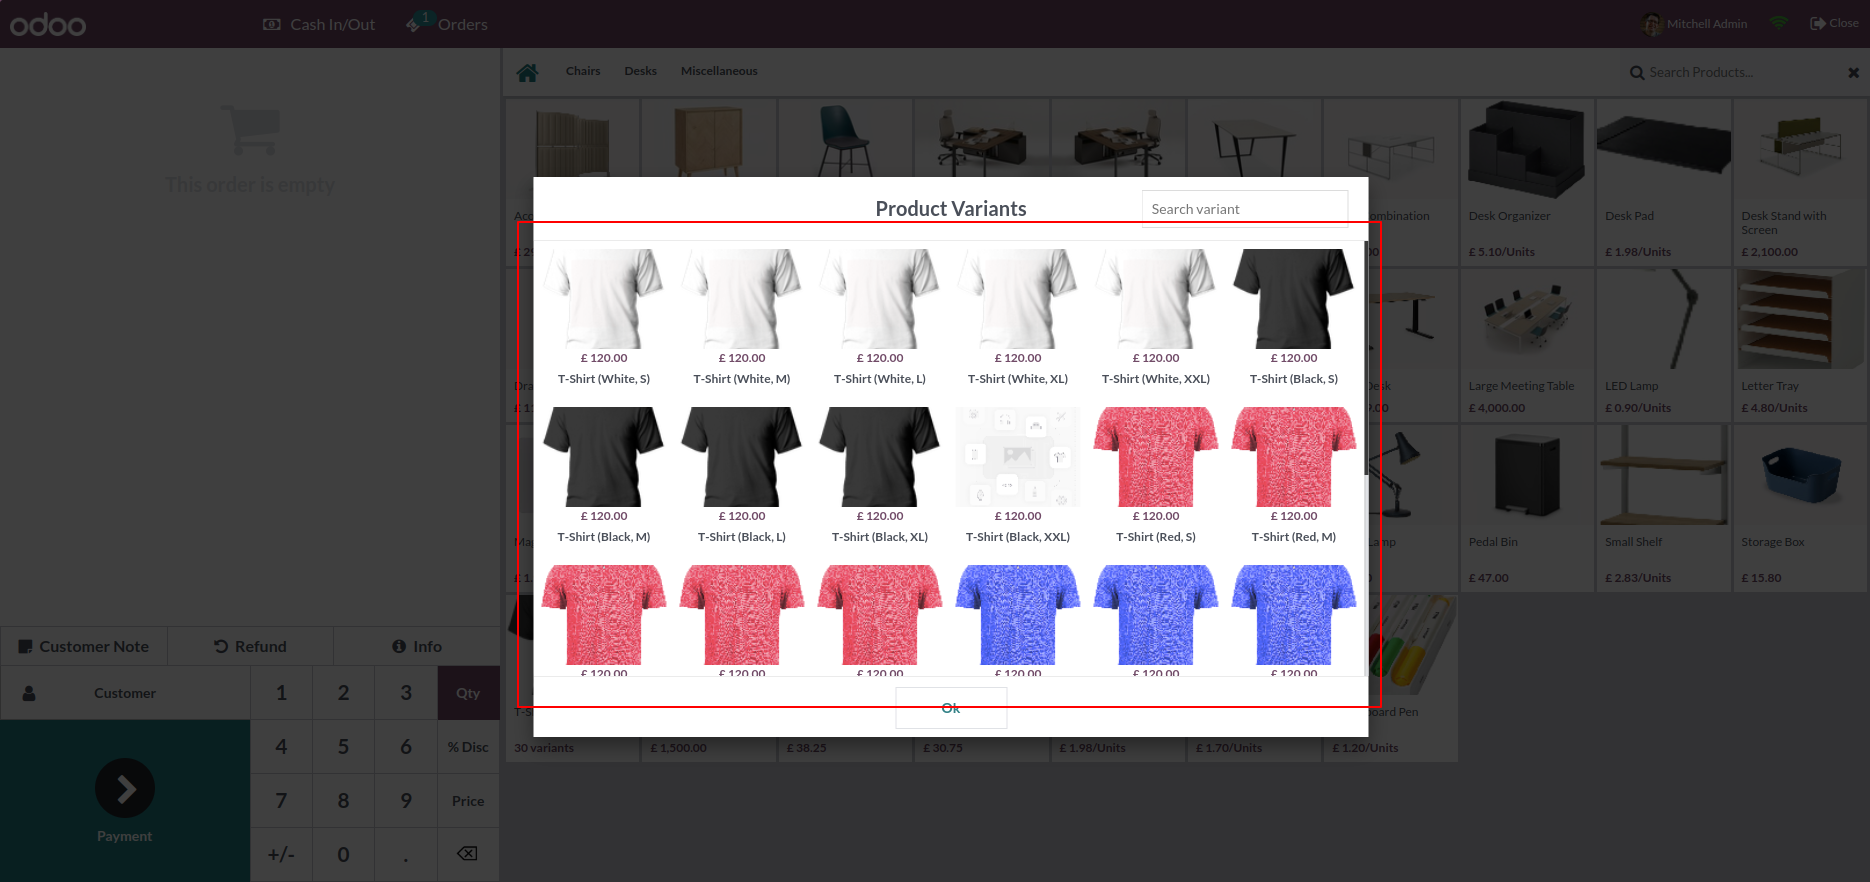 odoo
Cash In/Out
1
Orders
Mitchell Admin
Close
Chairs
Desks
Miscellaneous
Search Products...
This order is empty
Product Variants
Search variant
£ 120.00
£ 120.00
£ 120.00
£ 120.00
£ 120.00
£ 120.00
T-Shirt (White, S)
T-Shirt (White, M)
T-Shirt (White, L)
T-Shirt (White, XL)
T-Shirt (White, XXL)
T-Shirt (Black, S)
£ 120.00
£ 120.00
£ 120.00
£ 120.00
£ 120.00
£ 120.00
T-Shirt (Black, M)
T-Shirt (Black, L)
T-Shirt (Black, XL)
T-Shirt (Black, XXL)
T-Shirt (Red, S)
T-Shirt (Red, M)
£ 120.00
£ 120.00
£ 120.00
£ 120.00
£ 120.00
£ 120.00
Ok
Desk Organizer
Desk Pad
Desk Stand with
Screen
£ 5.10/Units
£ 1.98/Units
£ 2,100.00
Large Meeting Table
LED Lamp
Letter Tray
£ 4,000.00
£ 0.90/Units
£ 4.80/Units
Pedal Bin
Small Shelf
Storage Box
£ 47.00
£ 2.83/Units
£ 15.80
30 variants
£ 1,500.00
£ 38.25
£ 30.75
£ 1.98/Units
£ 1.70/Units
£ 1.20/Units
Customer Note
Refund
Info
Customer
1
2
3
Qty
4
5
6
% Disc
7
8
9
Price
Payment
+/-
0
.